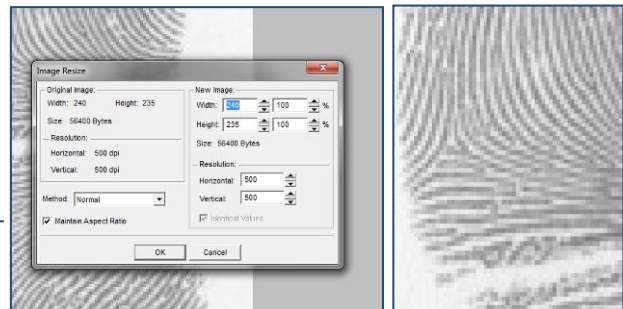 Image Resize
Original Image:
Width: 240 Height: 235
Size: 56400 Bytes
Resolution:
Horizontal: 500 dpi
Vertical: 500 dpi
Method: Normal
Maintain Aspect Ratio
New Image:
Width: 240 100 %
Height: 235 100 %
Size: 56400 Bytes
Resolution:
Horizontal: 500
Vertical: 500
Identical Values
OK Cancel